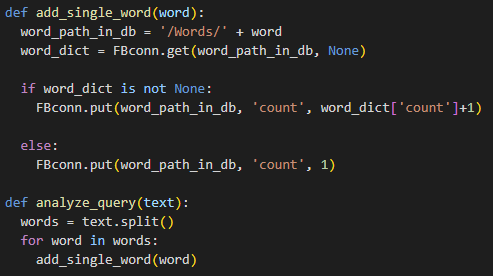 def add_single_word(word):
  word_path_in_db = '/Words/' + word
  word_dict = FBconn.get(word_path_in_db, None)

  if word_dict is not None:
    FBconn.put(word_path_in_db, 'count', word_dict['count']+1)

  else:
    FBconn.put(word_path_in_db, 'count', 1)

def analyze_query(text):
  words = text.split()
  for word in words:
    add_single_word(word)